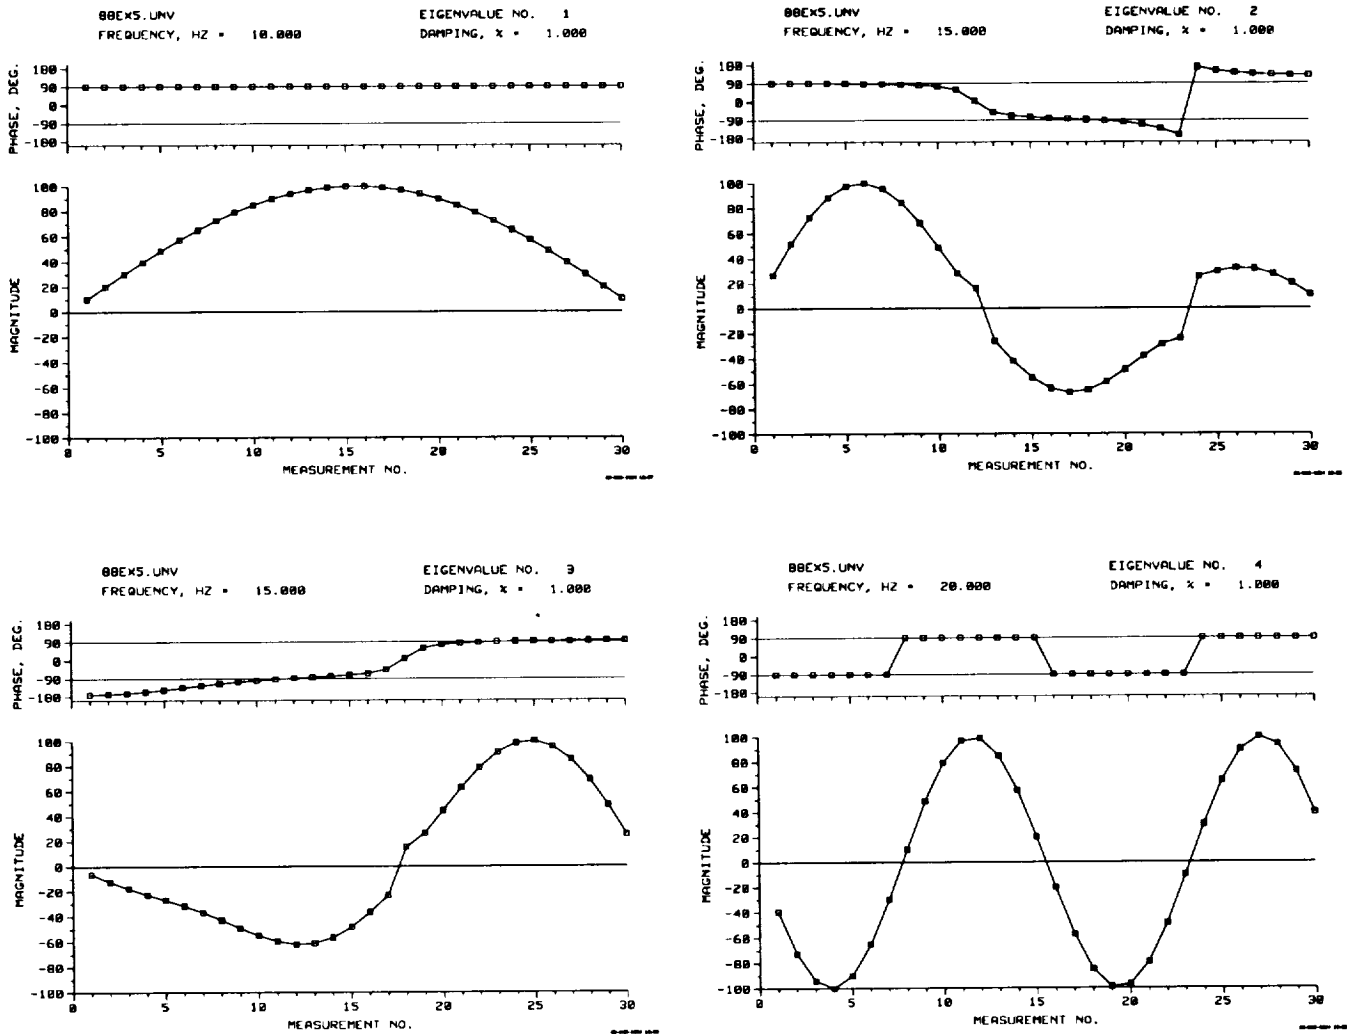 88EX5.UNV EIGENVALUE NO. 1
FREQUENCY, HZ = 10.000 DAMPING, % = 1.000
PHASE, DEG.
180
90
0
-90
-180
MAGNITUDE
100
80
60
40
20
0
-20
-40
-60
-80
-100
0 5 10 15 20 25 30
MEASUREMENT NO.
88EX5.UNV EIGENVALUE NO. 2
FREQUENCY, HZ = 15.000 DAMPING, % = 1.000
PHASE, DEG.
180
90
0
-90
-180
MAGNITUDE
100
80
60
40
20
0
-20
-40
-60
-80
-100
0 5 10 15 20 25 30
MEASUREMENT NO.
88EX5.UNV EIGENVALUE NO. 3
FREQUENCY, HZ = 15.000 DAMPING, % = 1.000
PHASE, DEG.
180
90
0
-90
-180
MAGNITUDE
100
80
60
40
20
0
-20
-40
-60
-80
-100
0 5 10 15 20 25 30
MEASUREMENT NO.
88EX5.UNV EIGENVALUE NO. 4
FREQUENCY, HZ = 20.000 DAMPING, % = 1.000
PHASE, DEG.
180
90
0
-90
-180
MAGNITUDE
100
80
60
40
20
0
-20
-40
-60
-80
-100
0 5 10 15 20 25 30
MEASUREMENT NO.